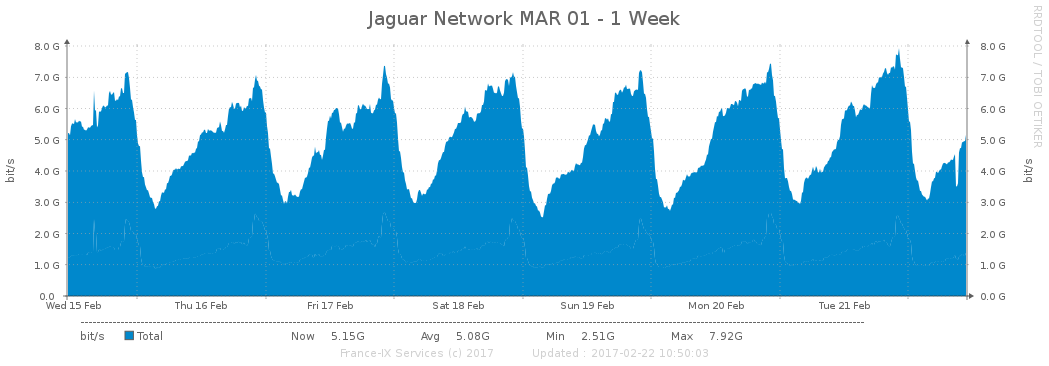 Jaguar Network MAR 01 - 1 Week
RRDTOOL / TOBI OETIKER
bit/s
8.0 G 8.0 G
7.0 G 7.0 G
6.0 G 6.0 G
5.0 G 5.0 G
4.0 G 4.0 G
3.0 G 3.0 G
2.0 G 2.0 G
1.0 G 1.0 G
0.0 0.0 G
bit/s
Wed 15 Feb Thu 16 Feb Fri 17 Feb Sat 18 Feb Sun 19 Feb Mon 20 Feb Tue 21 Feb
bit/s Total Now 5.15G Avg 5.08G Min 2.51G Max 7.92G
France-IX Services (c) 2017 Updated : 2017-02-22 10:50:03